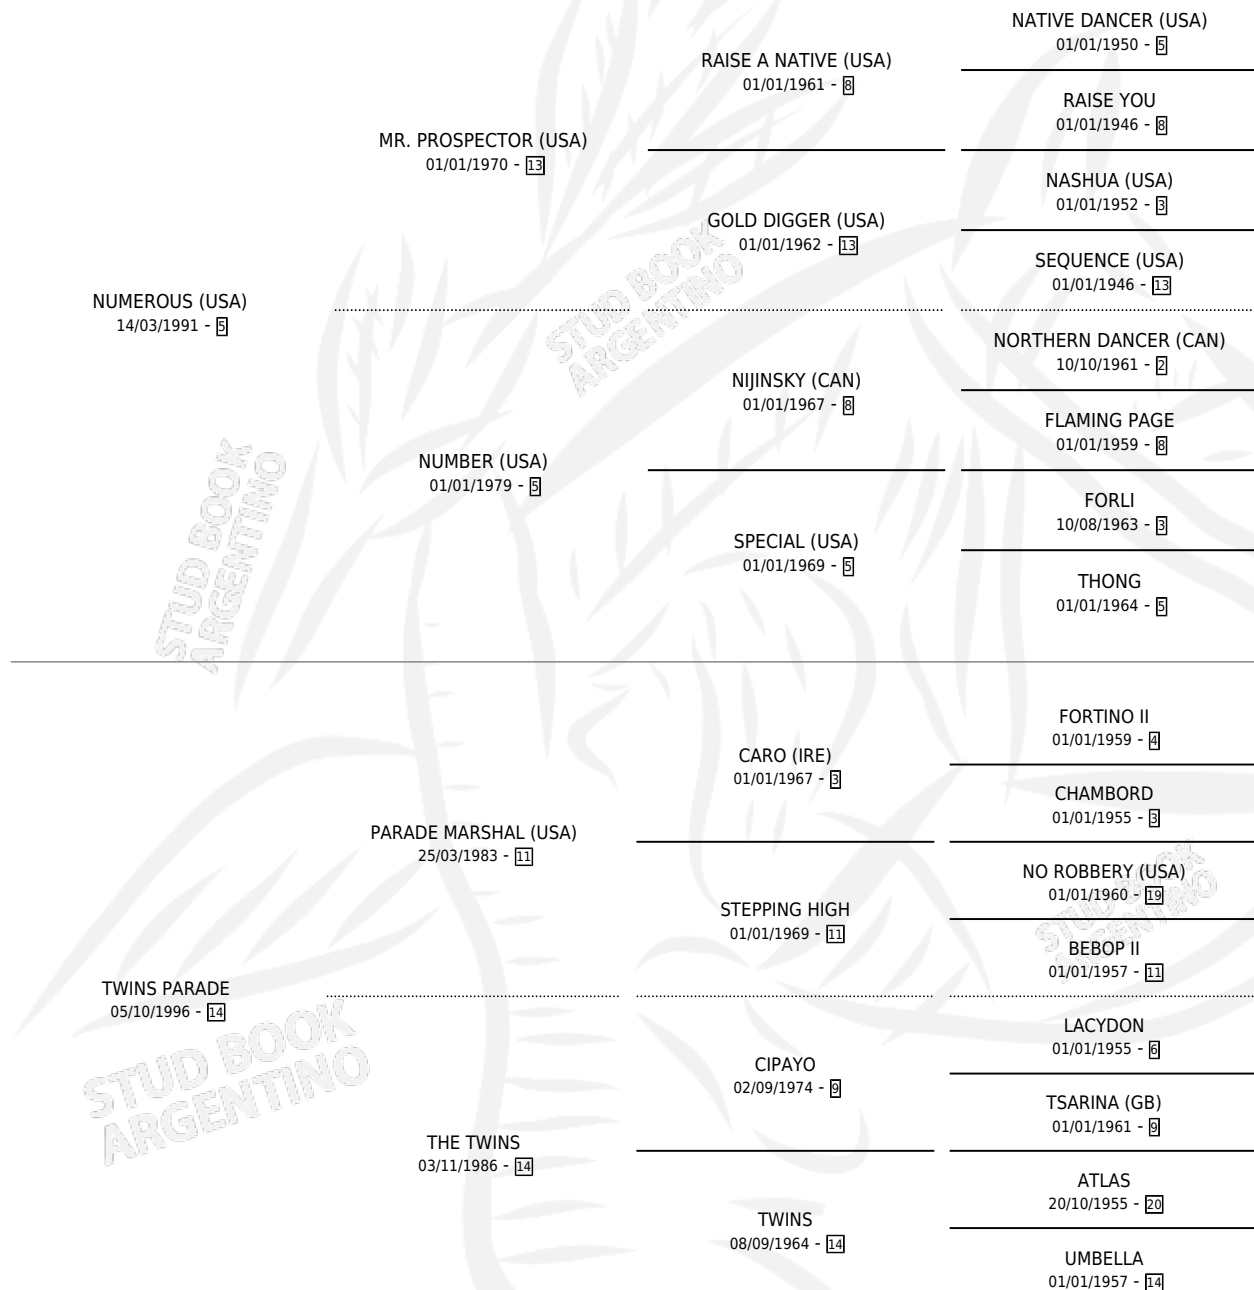 NATIVE DANCER (USA)
01/01/1950 - 5
RAISE A NATIVE (USA)
01/01/1961 - 8
RAISE YOU
01/01/1946 - 8
MR. PROSPECTOR (USA)
01/01/1970 - 13
NASHUA (USA)
01/01/1952 - 3
GOLD DIGGER (USA)
01/01/1962 - 13
SEQUENCE (USA)
01/01/1946 - 13
NUMEROUS (USA)
14/03/1991 - 5
NORTHERN DANCER (CAN)
10/10/1961 - 2
NIJINSKY (CAN)
01/01/1967 - 8
FLAMING PAGE
01/01/1959 - 8
NUMBER (USA)
01/01/1979 - 5
FORLI
10/08/1963 - 3
SPECIAL (USA)
01/01/1969 - 5
THONG
01/01/1964 - 5
FORTINO II
01/01/1959 - 4
CARO (IRE)
01/01/1967 - 3
CHAMBORD
01/01/1955 - 3
PARADE MARSHAL (USA)
25/03/1983 - 11
NO ROBBERY (USA)
01/01/1960 - 19
STEPPING HIGH
01/01/1969 - 11
BEBOP II
01/01/1957 - 11
TWINS PARADE
05/10/1996 - 14
LACYDON
01/01/1955 - 6
CIPAYO
02/09/1974 - 9
TSARINA (GB)
01/01/1961 - 9
THE TWINS
03/11/1986 - 14
ATLAS
20/10/1955 - 20
TWINS
08/09/1964 - 14
UMBELLA
01/01/1957 - 14
STUD BOOK
ARGENTINO
STUD BOOK
ARGENTINO
STUD BOOK
ARGENTINO
STUD BOOK
ARGENTINO